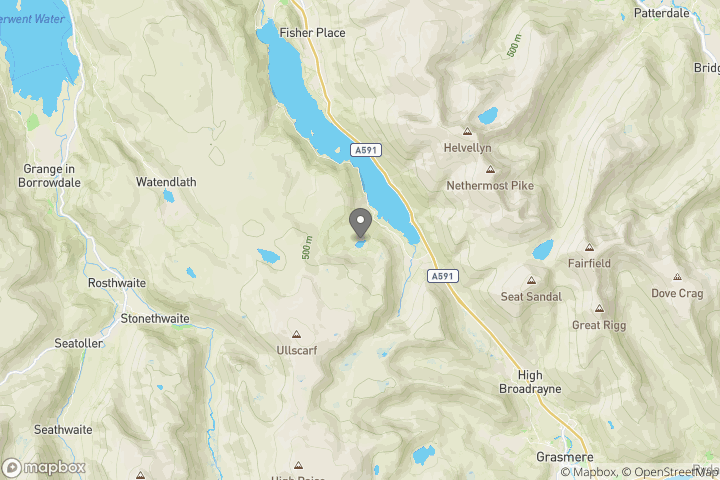 Patterdale
erwent Water
Fisher Place
500 m
Bridg
A591
Helvellyn
Grange in
Borrowdale
Watendlath
Nethermost Pike
500 m
Fairfield
A591
Rosthwaite
Seat Sandal
Dove Crag
Stonethwaite
Great Rigg
Seatoller
Ullscarf
High
Broadrayne
Seathwaite
Grasmere
mapbox
© Mapbox, © OpenStreetMap